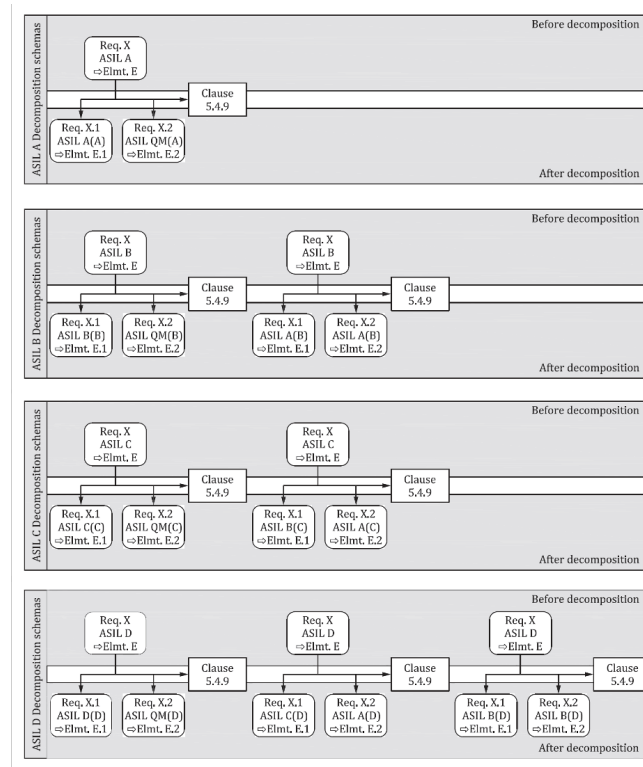 ASIL A Decomposition schemas
Before decomposition
Req. X
ASIL A
⇨Elmt. E
Clause
5.4.9
Req. X.1
ASIL A(A)
⇨Elmt. E.1
Req. X.2
ASIL QM(A)
⇨Elmt. E.2
After decomposition
ASIL B Decomposition schemas
Before decomposition
Req. X
ASIL B
⇨Elmt. E
Clause
5.4.9
Req. X.1
ASIL B(B)
⇨Elmt. E.1
Req. X.2
ASIL QM(B)
⇨Elmt. E.2
Req. X
ASIL B
⇨Elmt. E
Clause
5.4.9
Req. X.1
ASIL A(B)
⇨Elmt. E.1
Req. X.2
ASIL A(B)
⇨Elmt. E.2
After decomposition
ASIL C Decomposition schemas
Before decomposition
Req. X
ASIL C
⇨Elmt. E
Clause
5.4.9
Req. X.1
ASIL C(C)
⇨Elmt. E.1
Req. X.2
ASIL QM(C)
⇨Elmt. E.2
Req. X
ASIL C
⇨Elmt. E
Clause
5.4.9
Req. X.1
ASIL B(C)
⇨Elmt. E.1
Req. X.2
ASIL A(C)
⇨Elmt. E.2
After decomposition
ASIL D Decomposition schemas
Before decomposition
Req. X
ASIL D
⇨Elmt. E
Clause
5.4.9
Req. X.1
ASIL D(D)
⇨Elmt. E.1
Req. X.2
ASIL QM(D)
⇨Elmt. E.2
Req. X
ASIL D
⇨Elmt. E
Clause
5.4.9
Req. X.1
ASIL C(D)
⇨Elmt. E.1
Req. X.2
ASIL A(D)
⇨Elmt. E.2
Req. X
ASIL D
⇨Elmt. E
Clause
5.4.9
Req. X.1
ASIL B(D)
⇨Elmt. E.1
Req. X.2
ASIL B(D)
⇨Elmt. E.2
After decomposition